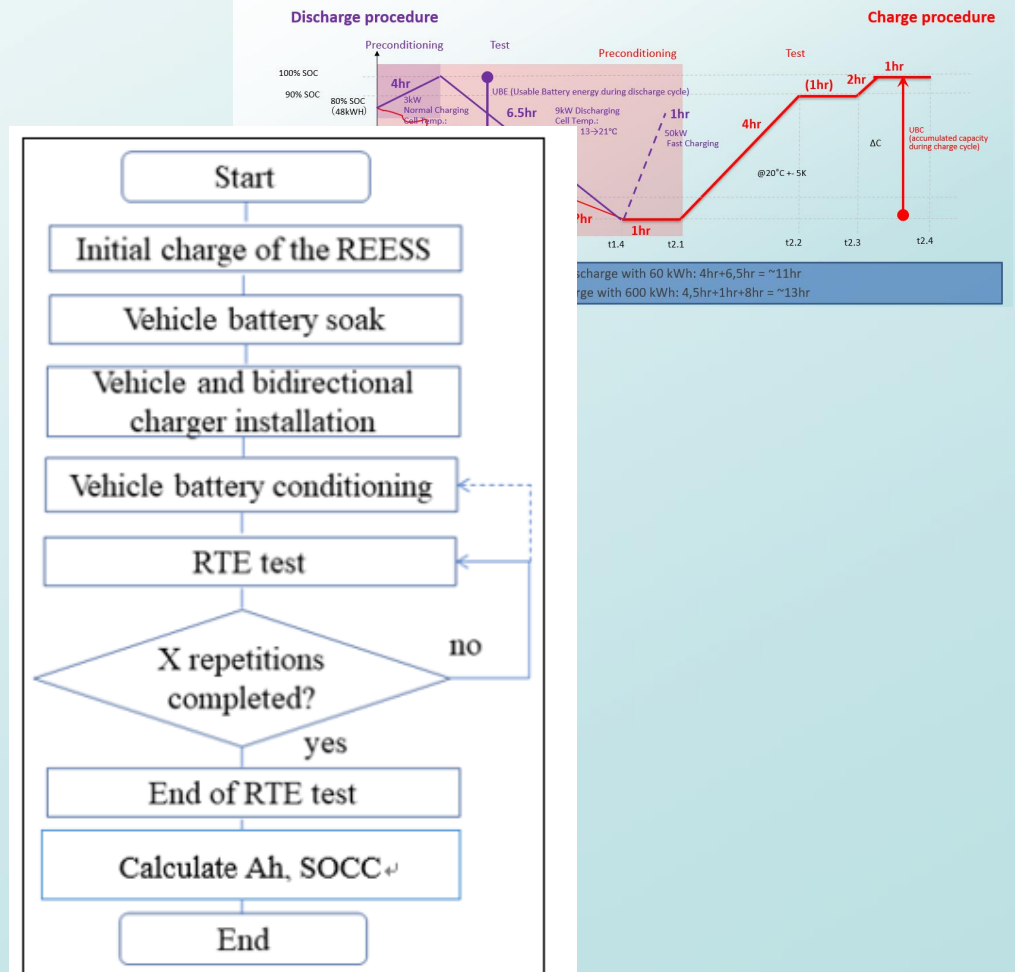 Discharge procedure
Charge procedure
Preconditioning
Test
Preconditioning
Test
1hr
100% SOC
90% SOC
80% SOC
(48kWH)
4hr
3kW
Normal Charging
Cell Temp.:
UBE (Usable Battery energy during discharge cycle)
6.5hr
9kW Discharging
Cell Temp.:
13→21°C
1hr
50kW
Fast Charging
(1hr)
2hr
4hr
ΔC
UBC
(accumulated capacity
during charge cycle)
@20°C +- 5K
1hr
t1.4
t2.1
t2.2
t2.3
t2.4
scharge with 60 kWh: 4hr+6,5hr = ~11hr
rge with 600 kWh: 4,5hr+1hr+8hr = ~13hr
Start
Initial charge of the REESS
Vehicle battery soak
Vehicle and bidirectional
charger installation
Vehicle battery conditioning
RTE test
X repetitions
completed?
no
yes
End of RTE test
Calculate Ah, SOCC↵
End